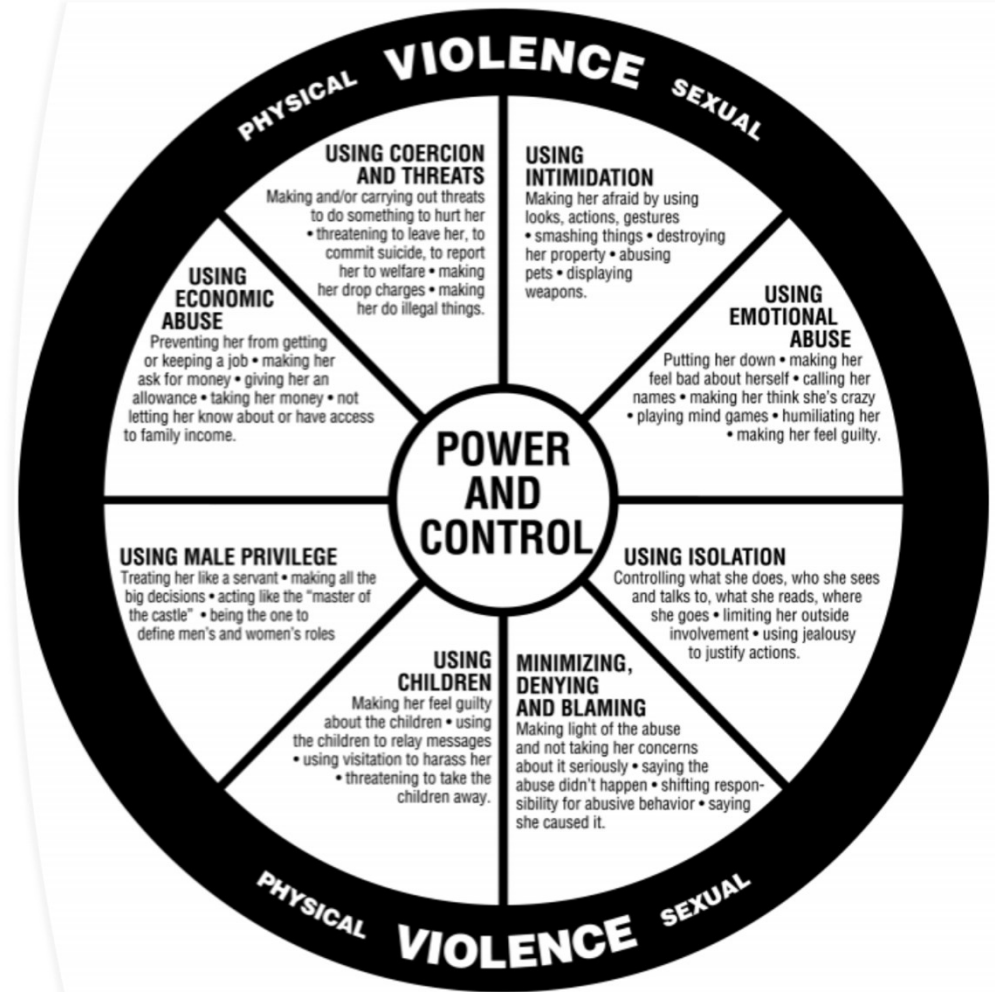 PHYSICAL VIOLENCE SEXUAL
USING COERCION
AND THREATS
Making and/or carrying out threats
to do something to hurt her
• threatening to leave her, to
commit suicide, to report
her to welfare • making
her drop charges • making
her do illegal things.
USING
INTIMIDATION
Making her afraid by using
looks, actions, gestures
• smashing things • destroying
her property • abusing
pets • displaying
weapons.
USING
ECONOMIC
ABUSE
Preventing her from getting
or keeping a job • making her
ask for money • giving her an
allowance • taking her money • not
letting her know about or have access
to family income.
USING
EMOTIONAL
ABUSE
Putting her down • making her
feel bad about herself • calling her
names • making her think she's crazy
• playing mind games • humiliating her
• making her feel guilty.
POWER
AND
CONTROL
USING MALE PRIVILEGE
Treating her like a servant • making all the
big decisions • acting like the "master of
the castle" • being the one to
define men's and women's roles
USING ISOLATION
Controlling what she does, who she sees
and talks to, what she reads, where
she goes • limiting her outside
involvement • using jealousy
to justify actions.
USING
CHILDREN
Making her feel guilty
about the children • using
the children to relay messages
• using visitation to harass her
• threatening to take the
children away.
MINIMIZING,
DENYING
AND BLAMING
Making light of the abuse
and not taking her concerns
about it seriously • saying the
abuse didn't happen • shifting respon-
sibility for abusive behavior • saying
she caused it.
PHYSICAL VIOLENCE SEXUAL